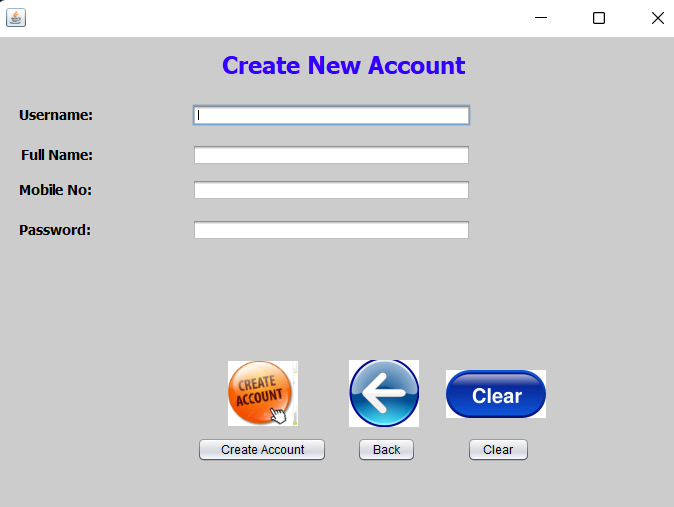 Create New Account
Username:
Full Name:
Mobile No:
Password:
CREATE
ACCOUNT
Clear
Create Account
Back
Clear